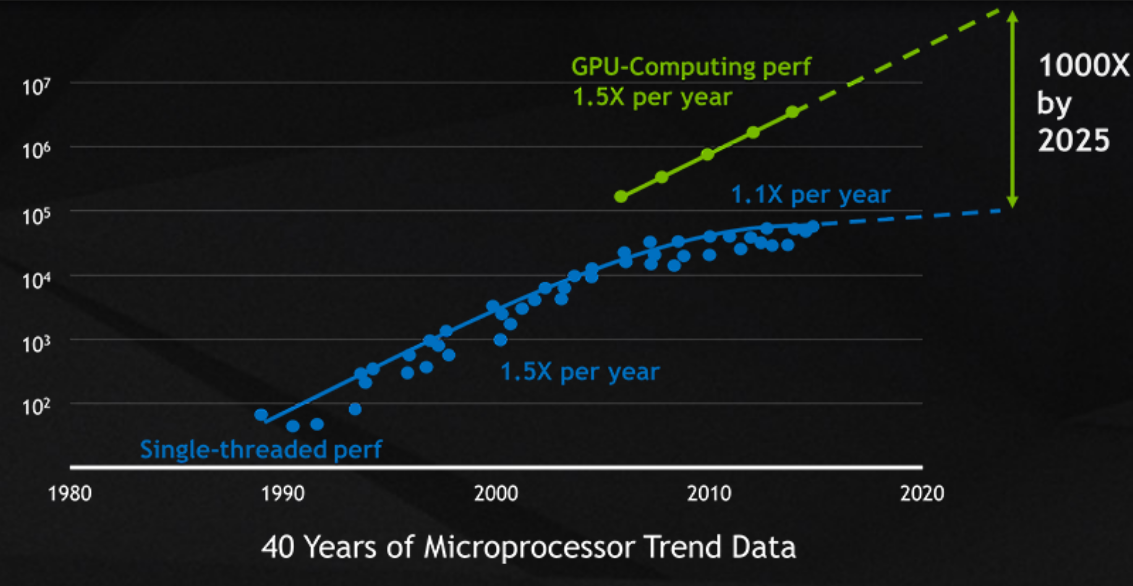 GPU-Computing perf
1.5X per year
1000X
by
2025
10⁷
10⁶
1.1X per year
10⁵
10⁴
10³
1.5X per year
10²
Single-threaded perf
1980
1990
2000
2010
2020
40 Years of Microprocessor Trend Data